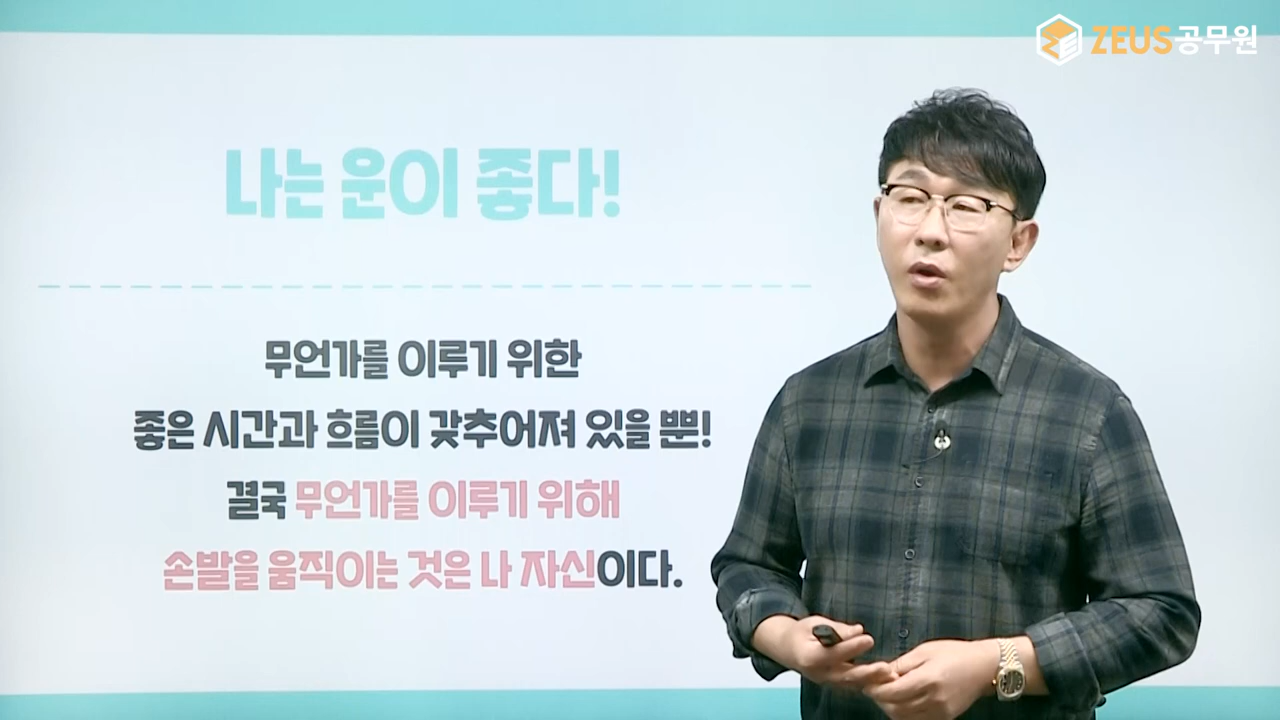 ZEUS공무원
나는 운이 좋다!
무언가를 이루기 위한
좋은 시간과 흐름이 갖추어져 있을 뿐!
결국 무언가를 이루기 위해
손발을 움직이는 것은 나 자신이다.